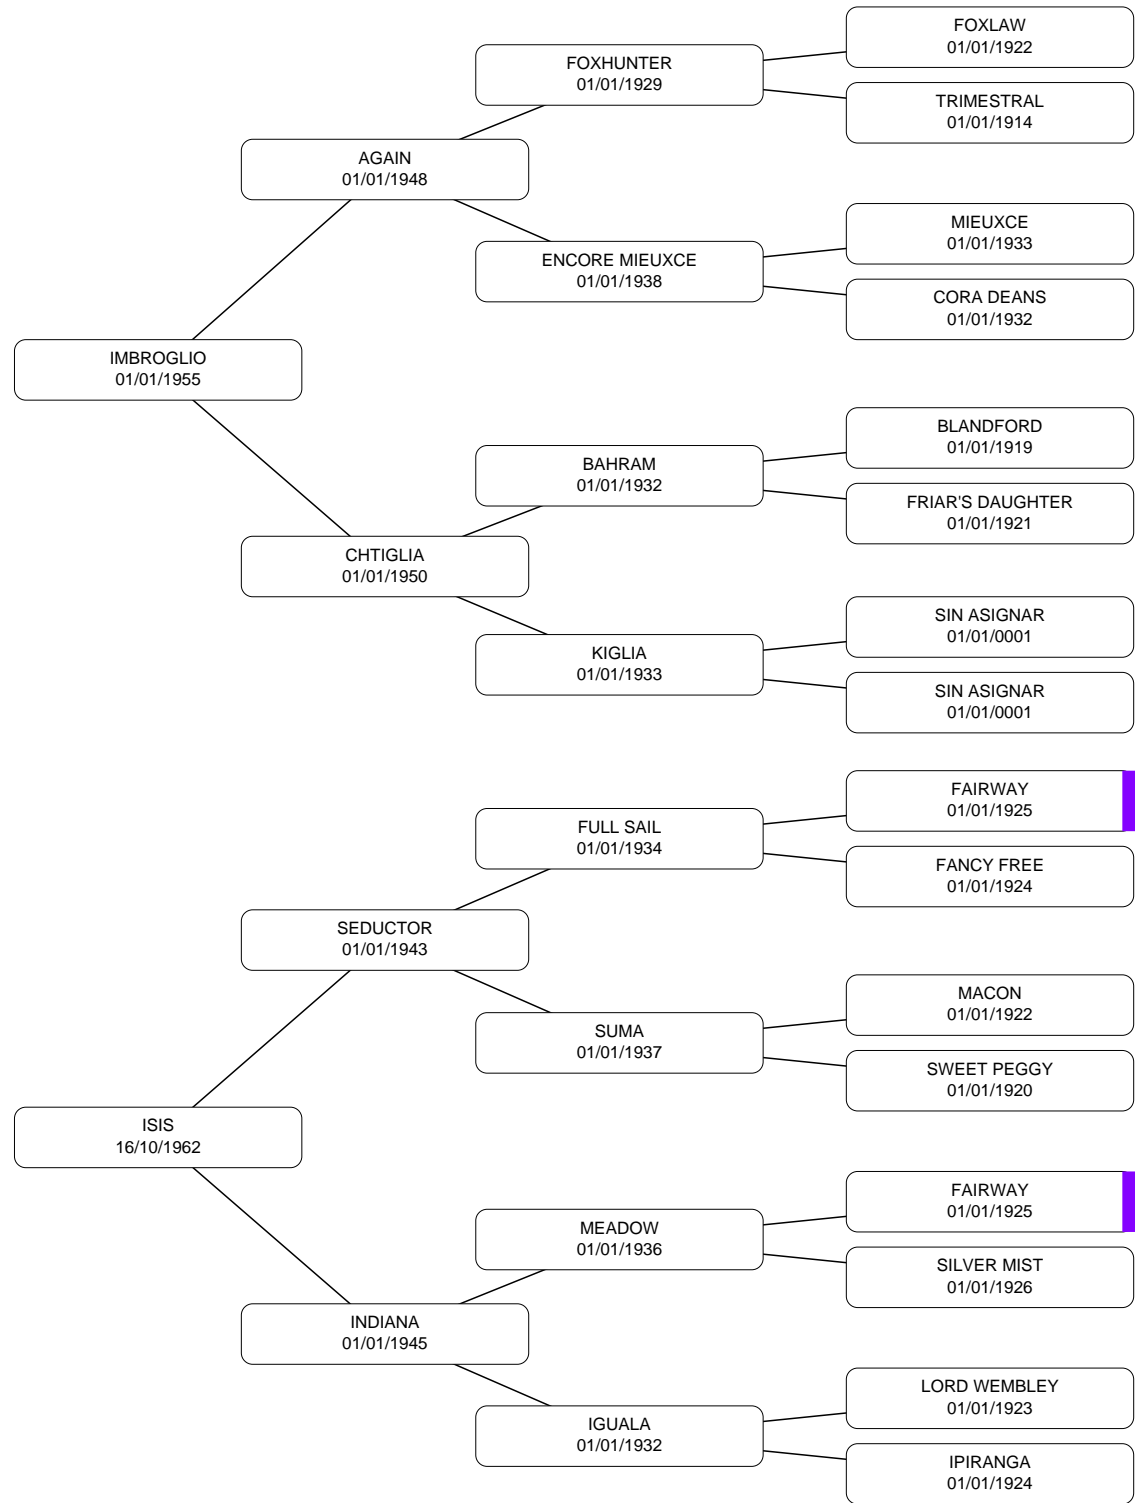 FOXLAW
01/01/1922
FOXHUNTER
01/01/1929
TRIMESTRAL
01/01/1914
AGAIN
01/01/1948
MIEUXCE
01/01/1933
ENCORE MIEUXCE
01/01/1938
CORA DEANS
01/01/1932
IMBROGLIO
01/01/1955
BLANDFORD
01/01/1919
BAHRAM
01/01/1932
FRIAR'S DAUGHTER
01/01/1921
CHTIGLIA
01/01/1950
SIN ASIGNAR
01/01/0001
KIGLIA
01/01/1933
SIN ASIGNAR
01/01/0001
FAIRWAY
01/01/1925
FULL SAIL
01/01/1934
FANCY FREE
01/01/1924
SEDUCTOR
01/01/1943
MACON
01/01/1922
SUMA
01/01/1937
SWEET PEGGY
01/01/1920
ISIS
16/10/1962
FAIRWAY
01/01/1925
MEADOW
01/01/1936
SILVER MIST
01/01/1926
INDIANA
01/01/1945
LORD WEMBLEY
01/01/1923
IGUALA
01/01/1932
IPIRANGA
01/01/1924